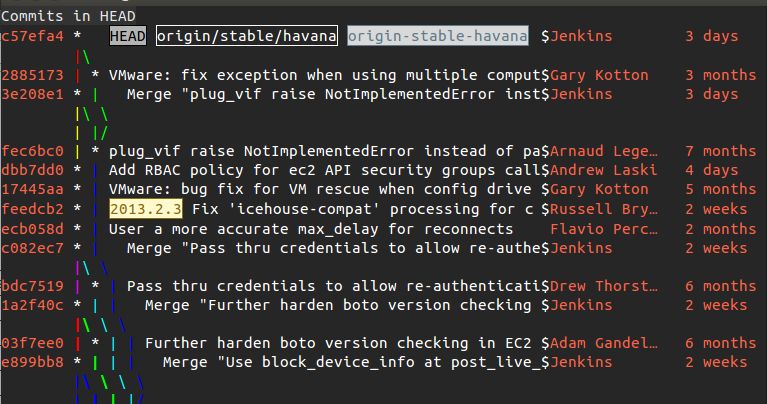 Commits in HEAD
c57efa4 * HEAD origin/stable/havana origin-stable-havana $Jenkins 3 days
|\
2885173 | * VMware: fix exception when using multiple comput$Gary Kotton 3 months
3e208e1 * | Merge "plug_vif raise NotImplementedError inst$Jenkins 3 days
|\ \
| |/
fec6bc0 | * plug_vif raise NotImplementedError instead of pa$Arnaud Lege… 7 months
dbb7dd0 * | Add RBAC policy for ec2 API security groups call$Andrew Laski 4 days
17445aa * | VMware: bug fix for VM rescue when config drive $Gary Kotton 5 months
feedcb2 * | 2013.2.3 Fix 'icehouse-compat' processing for c $Russell Bry… 2 weeks
ecb058d * | User a more accurate max_delay for reconnects Flavio Perc… 2 months
c082ec7 * | Merge "Pass thru credentials to allow re-authe$Jenkins 2 weeks
|\ \
bdc7519 | * | Pass thru credentials to allow re-authenticati$Drew Thorst… 6 months
1a2f40c * | | Merge "Further harden boto version checking $Jenkins 2 weeks
|\ \ \
03f7ee0 | * | | Further harden boto version checking in EC2 $Adam Gandel… 6 months
e899bb8 * | | | Merge "Use block_device_info at post_live_$Jenkins 2 weeks
|\ \ \ \
| | | |/